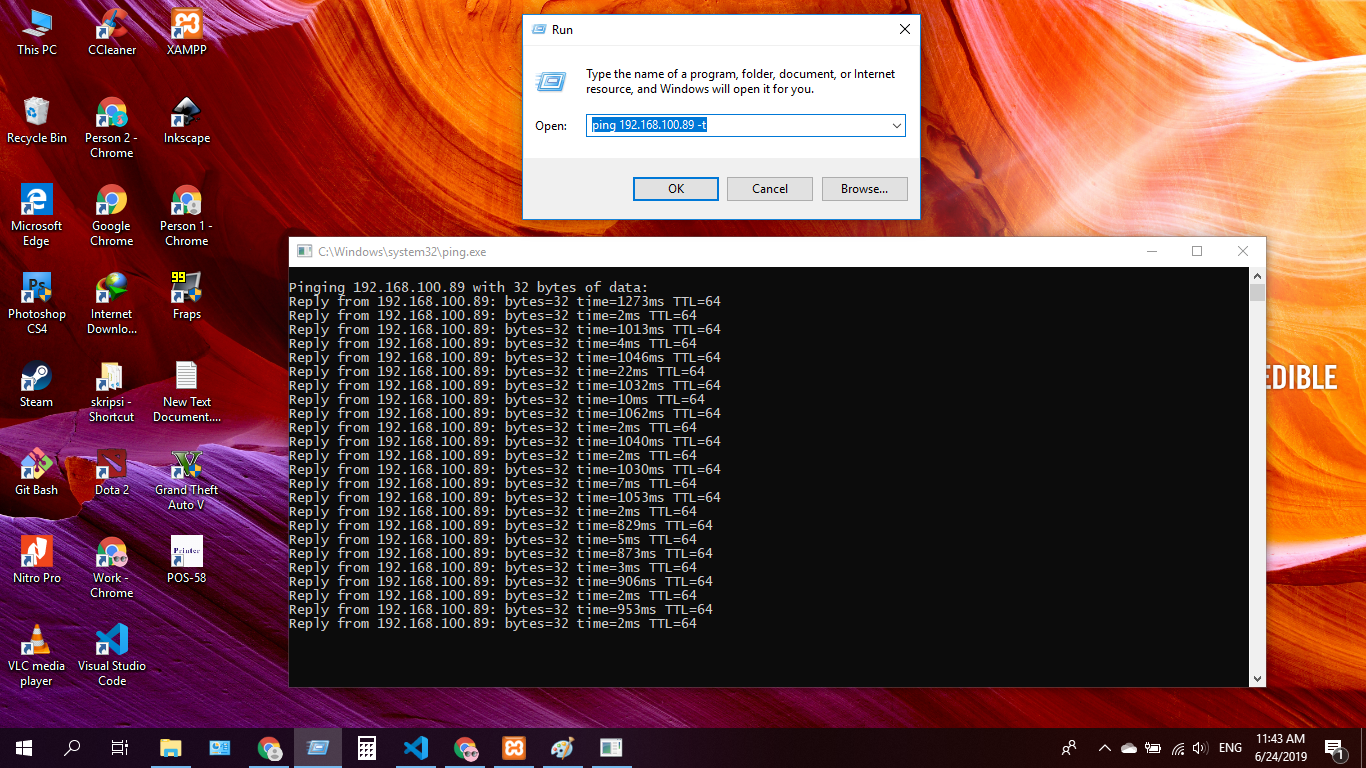 This PC
CCleaner
XAMPP
Recycle Bin
Person 2 -
Chrome
Inkscape
Microsoft
Edge
Google
Chrome
Person 1 -
Chrome
Photoshop
CS4
Internet
Downlo...
99
Fraps
Steam
skripsi -
Shortcut
New Text
Document....
Git Bash
Dota 2
Grand Theft
Auto V
Nitro Pro
Work -
Chrome
Printer
POS-58
VLC media
player
Visual Studio
Code
Run
Type the name of a program, folder, document, or Internet
resource, and Windows will open it for you.
Open:
ping 192.168.100.89 -t
OK
Cancel
Browse...
C:\Windows\system32\ping.exe
Pinging 192.168.100.89 with 32 bytes of data:
Reply from 192.168.100.89: bytes=32 time=1273ms TTL=64
Reply from 192.168.100.89: bytes=32 time=2ms TTL=64
Reply from 192.168.100.89: bytes=32 time=1013ms TTL=64
Reply from 192.168.100.89: bytes=32 time=4ms TTL=64
Reply from 192.168.100.89: bytes=32 time=1046ms TTL=64
Reply from 192.168.100.89: bytes=32 time=22ms TTL=64
Reply from 192.168.100.89: bytes=32 time=1032ms TTL=64
Reply from 192.168.100.89: bytes=32 time=10ms TTL=64
Reply from 192.168.100.89: bytes=32 time=1062ms TTL=64
Reply from 192.168.100.89: bytes=32 time=2ms TTL=64
Reply from 192.168.100.89: bytes=32 time=1040ms TTL=64
Reply from 192.168.100.89: bytes=32 time=2ms TTL=64
Reply from 192.168.100.89: bytes=32 time=1030ms TTL=64
Reply from 192.168.100.89: bytes=32 time=7ms TTL=64
Reply from 192.168.100.89: bytes=32 time=1053ms TTL=64
Reply from 192.168.100.89: bytes=32 time=2ms TTL=64
Reply from 192.168.100.89: bytes=32 time=829ms TTL=64
Reply from 192.168.100.89: bytes=32 time=5ms TTL=64
Reply from 192.168.100.89: bytes=32 time=873ms TTL=64
Reply from 192.168.100.89: bytes=32 time=3ms TTL=64
Reply from 192.168.100.89: bytes=32 time=906ms TTL=64
Reply from 192.168.100.89: bytes=32 time=2ms TTL=64
Reply from 192.168.100.89: bytes=32 time=953ms TTL=64
Reply from 192.168.100.89: bytes=32 time=2ms TTL=64
EDIBLE
ENG
11:43 AM
6/24/2019
1